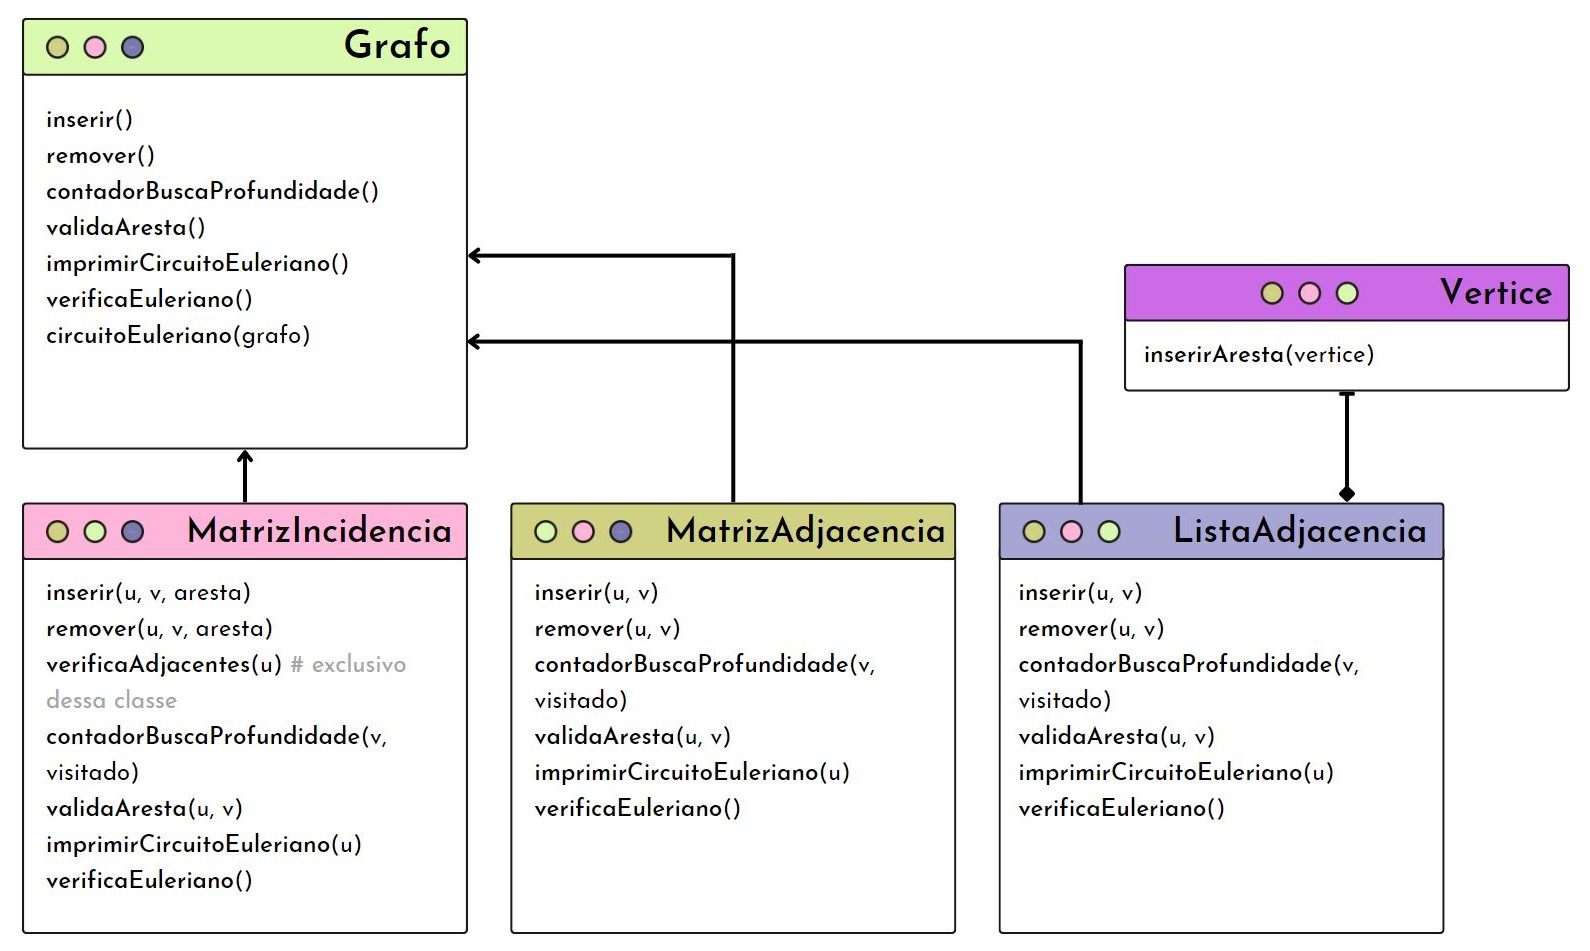 Grafo
inserir()
remover()
contadorBuscaProfundidade()
validaAresta()
imprimirCircuitoEuleriano()
verificaEuleriano()
circuitoEuleriano(grafo)
Vertice
inserirAresta(vertice)
MatrizIncidencia
inserir(u, v, aresta)
remover(u, v, aresta)
verificaAdjacentes(u) # exclusivo
dessa classe
contadorBuscaProfundidade(v,
visitado)
validaAresta(u, v)
imprimirCircuitoEuleriano(u)
verificaEuleriano()
MatrizAdjacencia
inserir(u, v)
remover(u, v)
contadorBuscaProfundidade(v,
visitado)
validaAresta(u, v)
imprimirCircuitoEuleriano(u)
verificaEuleriano()
ListaAdjacencia
inserir(u, v)
remover(u, v)
contadorBuscaProfundidade(v,
visitado)
validaAresta(u, v)
imprimirCircuitoEuleriano(u)
verificaEuleriano()